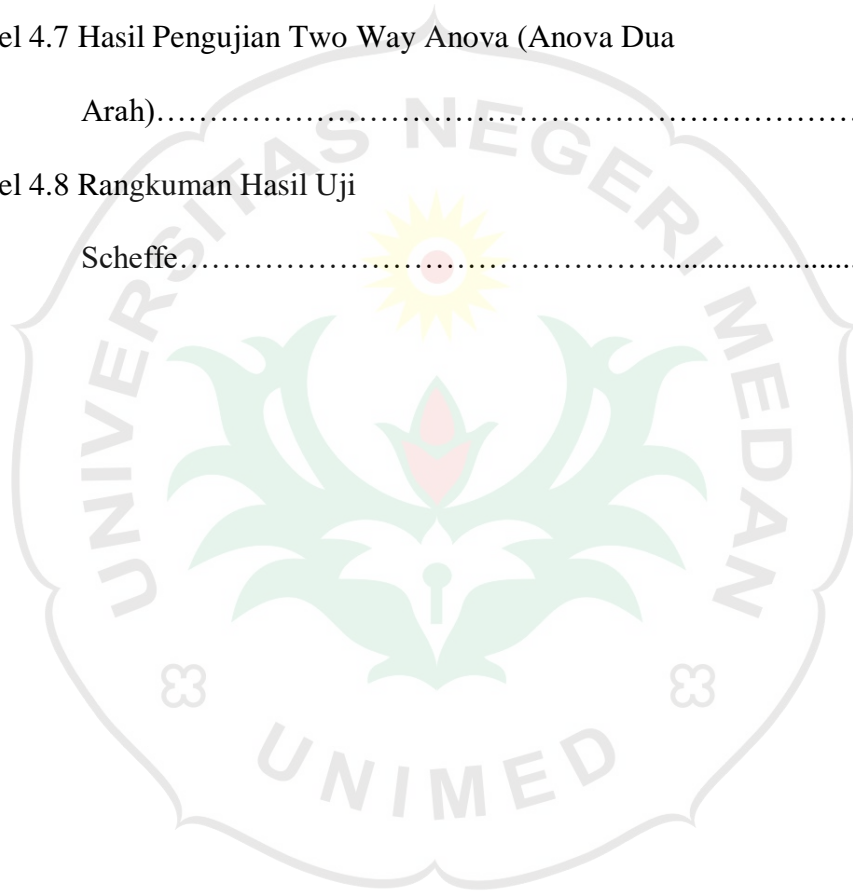 el 4.7 Hasil Pengujian Two Way Anova (Anova Dua
Arah)…………………………………………………………………
el 4.8 Rangkuman Hasil Uji
Scheffe……………………………………………........................
UNIVERSITAS NEGERI MEDAN
UNIMED